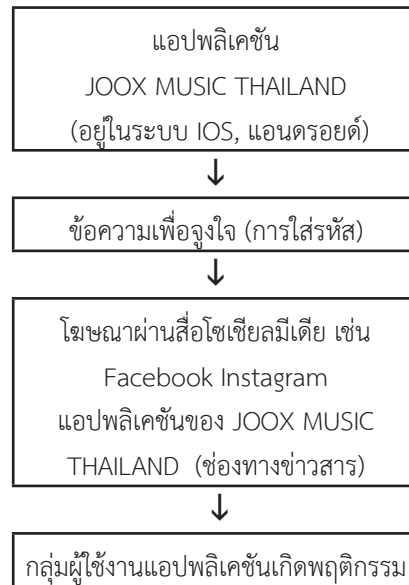 แอปพลิเคชัน
JOOX MUSIC THAILAND
(อยู่ในระบบ IOS, แอนดรอยด์)
ข้อความเพื่อจูงใจ (การใส่รหัส)
โฆษณาผ่านสื่อโซเชียลมีเดีย เช่น
Facebook Instagram
แอปพลิเคชันของ JOOX MUSIC
THAILAND (ช่องทางข่าวสาร)
กลุ่มผู้ใช้งานแอปพลิเคชันเกิดพฤติกรรม